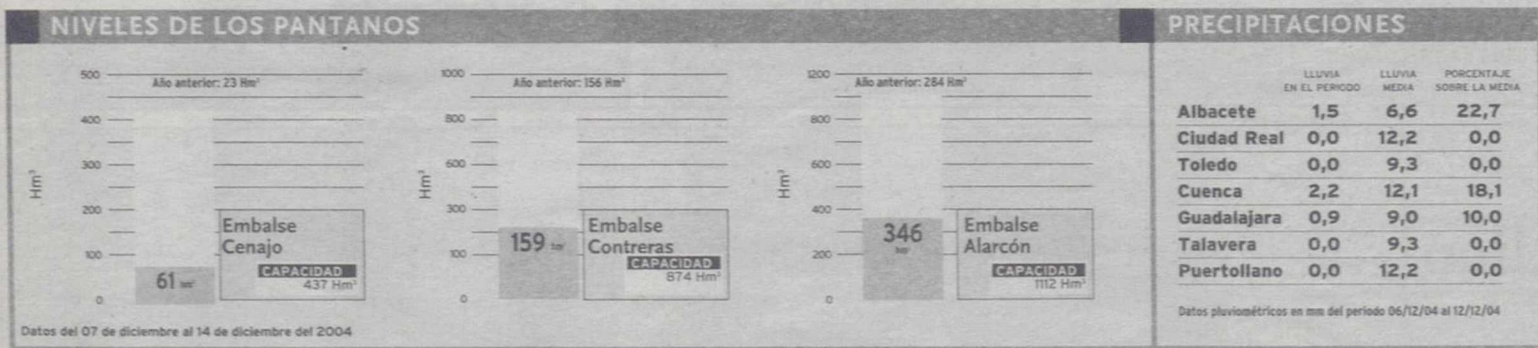 NIVELES DE LOS PANTANOS
Hm³
500
400
300
200
100
0
Año anterior: 23 Hm³
61 hm³
Embalse
Cenajo
CAPACIDAD
437 Hm³
Hm³
1000
800
600
300
100
0
Año anterior: 156 Hm³
159 hm³
Embalse
Contreras
CAPACIDAD
874 Hm³
Hm³
1200
800
600
400
200
0
Año anterior: 284 Hm³
346
hm³
Embalse
Alarcón
CAPACIDAD
1112 Hm³
Datos del 07 de diciembre al 14 de diciembre del 2004
PRECIPITACIONES
LLUVIA EN EL PERIODO LLUVIA MEDIA PORCENTAJE SOBRE LA MEDIA
Albacete 1,5 6,6 22,7
Ciudad Real 0,0 12,2 0,0
Toledo 0,0 9,3 0,0
Cuenca 2,2 12,1 18,1
Guadalajara 0,9 9,0 10,0
Talavera 0,0 9,3 0,0
Puertollano 0,0 12,2 0,0
Datos pluviométricos en mm del periodo 06/12/04 al 12/12/04